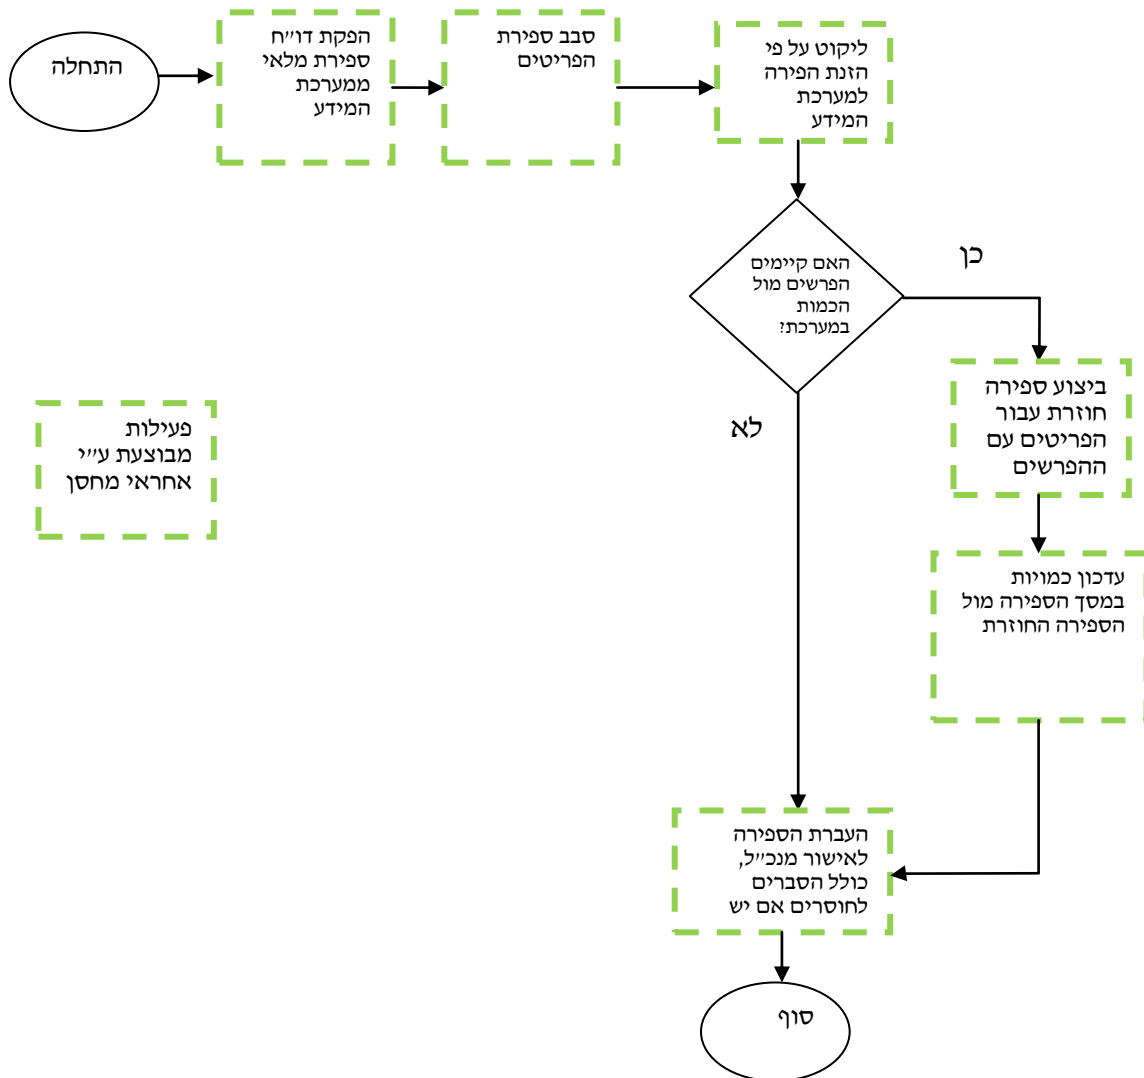 התחלה
הפקת דו״ח
ספירת מלאי
ממערכת
המידע
סבב ספירת
הפריטים
ליקוט על פי
הזנת הפירה
למערכת
המידע
האם קיימים
הפרשים מול
הכמות
במערכת?
כן
לא
ביצוע ספירה
חוזרת עבור
הפריטים עם
ההפרשים
פעילות
מבוצעת ע״י
אחראי מחסן
עדכון כמויות
במסך הספירה מול
הספירה החוזרת
העברת הספירה
לאישור מנכ״ל,
כולל הסברים
לחוסרים אם יש
סוף